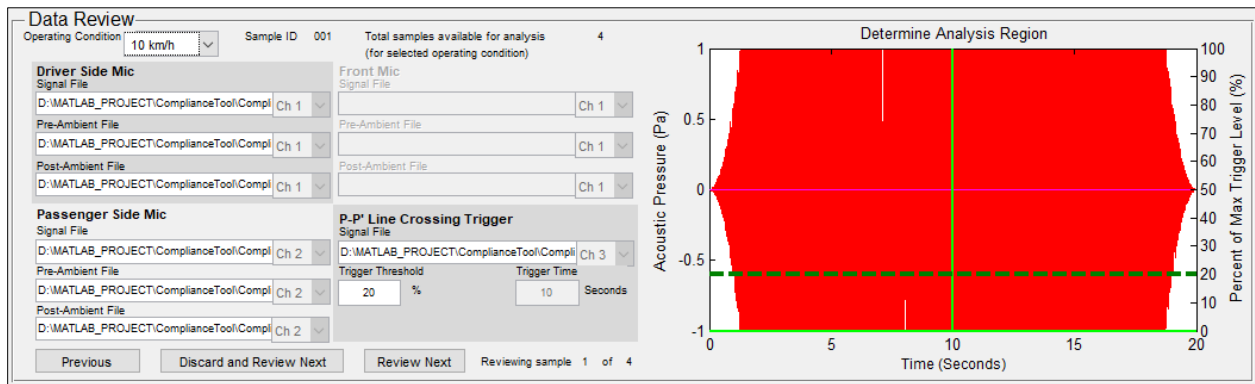 Data Review
Operating Condition 10 km/h Sample ID 001 Total samples available for analysis 4
(for selected operating condition)
Driver Side Mic
Signal File
D:\MATLAB_PROJECT\ComplianceTool\Compl Ch 1
Pre-Ambient File
D:\MATLAB_PROJECT\ComplianceTool\Compl Ch 1
Post-Ambient File
D:\MATLAB_PROJECT\ComplianceTool\Compl Ch 1
Front Mic
Signal File
Ch 1
Pre-Ambient File
Ch 1
Post-Ambient File
Ch 1
Passenger Side Mic
Signal File
D:\MATLAB_PROJECT\ComplianceTool\Compl Ch 2
Pre-Ambient File
D:\MATLAB_PROJECT\ComplianceTool\Compl Ch 2
Post-Ambient File
D:\MATLAB_PROJECT\ComplianceTool\Compl Ch 2
P-P' Line Crossing Trigger
Signal File
D:\MATLAB_PROJECT\ComplianceTool\Compli Ch 3
Trigger Threshold Trigger Time
20 % 10 Seconds
Previous Discard and Review Next Review Next Reviewing sample 1 of 4
Determine Analysis Region
Acoustic Pressure (Pa)
1
0.5
0
-0.5
-1
0 5 10 15 20
Time (Seconds)
100
90
80
70
60
50
40
30
20
10
0
Percent of Max Trigger Level (%)